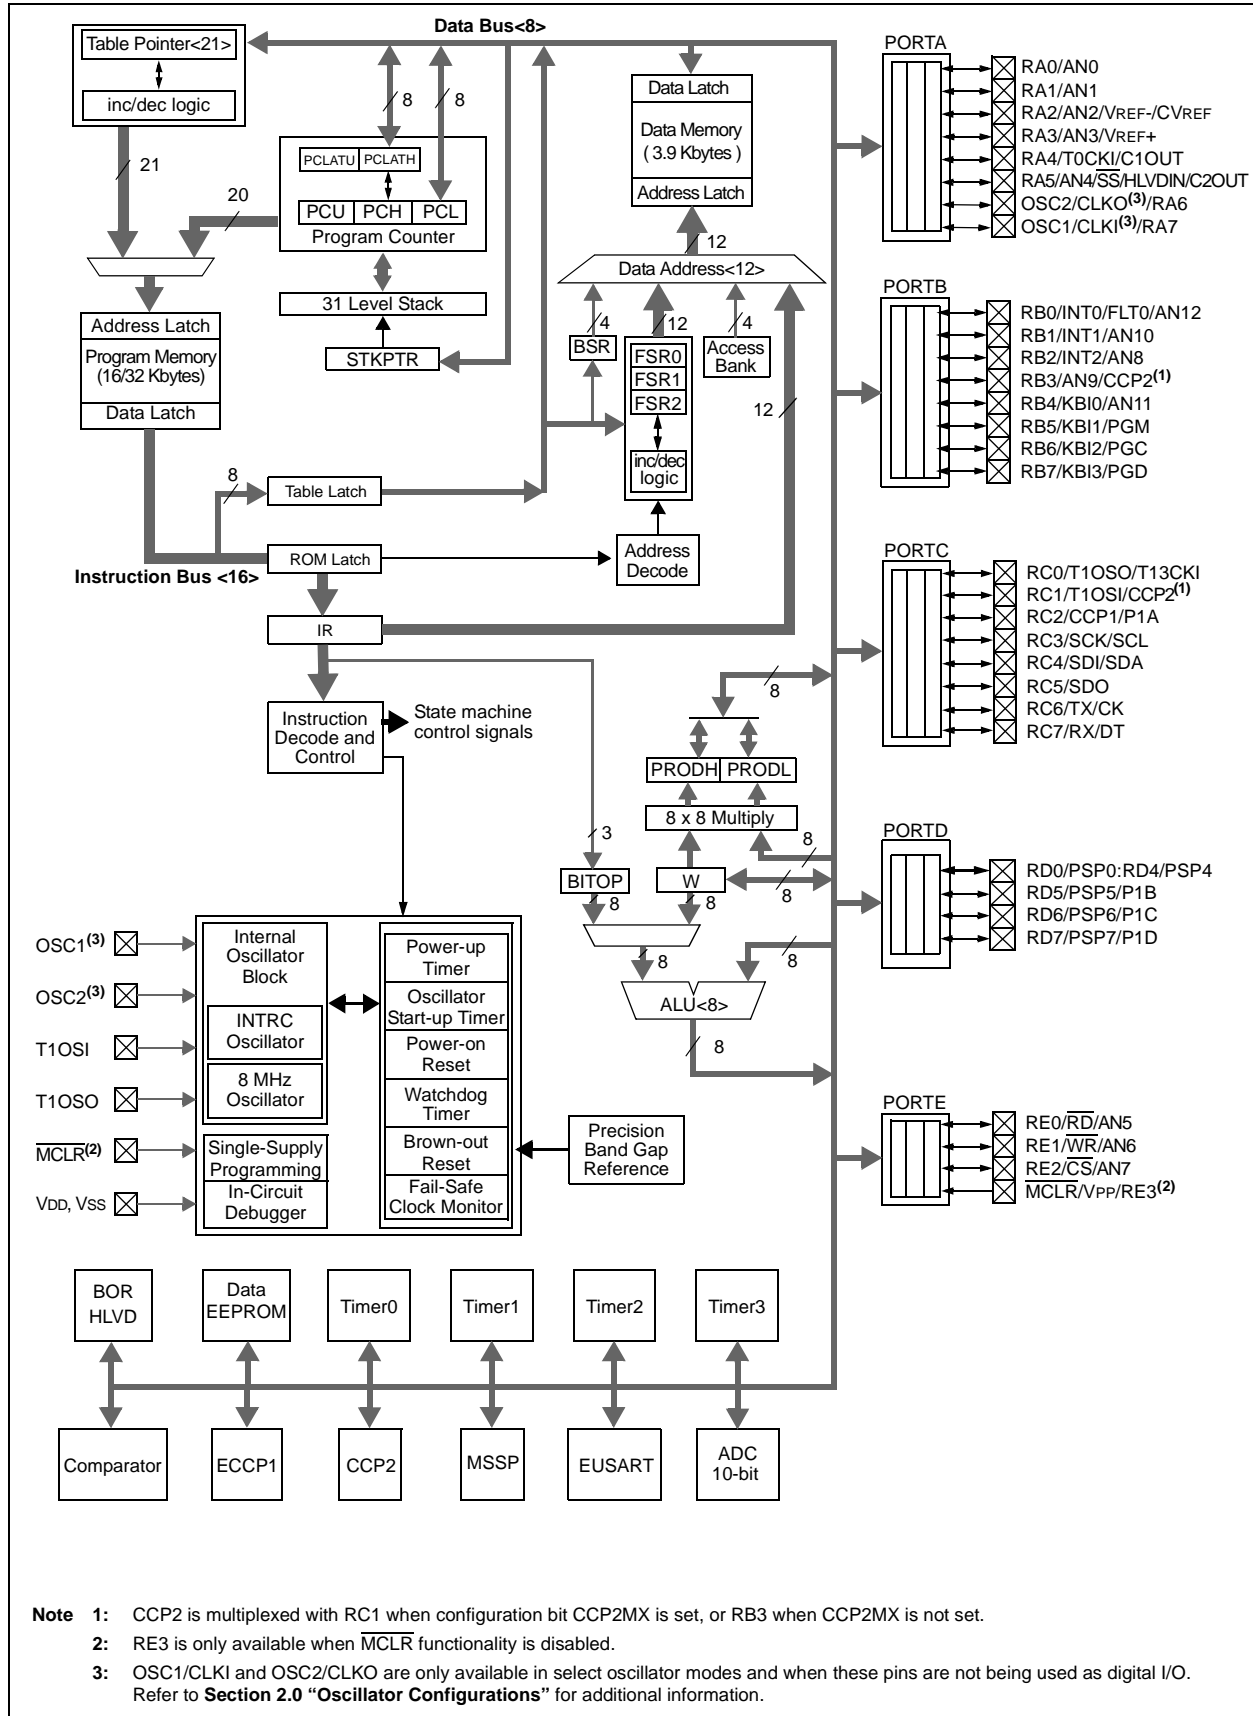 Data Bus<8>
Table Pointer<21>
inc/dec logic
21
8
8
PCLATU PCLATH
PCU PCH PCL
Program Counter
20
31 Level Stack
STKPTR
Address Latch
Program Memory
(16/32 Kbytes)
Data Latch
Data Latch
Data Memory
( 3.9 Kbytes )
Address Latch
12
Data Address<12>
4
12
4
BSR
FSR0
FSR1
FSR2
inc/dec
logic
Access
Bank
12
8
Table Latch
ROM Latch
Instruction Bus <16>
Address
Decode
IR
Instruction
Decode and
Control
State machine
control signals
8
PRODH PRODL
8 x 8 Multiply
3
8
BITOP
W
8
8
8
8
8
ALU<8>
8
OSC1(3)
OSC2(3)
T1OSI
T1OSO
MCLR(2)
VDD, VSS
Internal
Oscillator
Block
INTRC
Oscillator
8 MHz
Oscillator
Single-Supply
Programming
In-Circuit
Debugger
Power-up
Timer
Oscillator
Start-up Timer
Power-on
Reset
Watchdog
Timer
Brown-out
Reset
Fail-Safe
Clock Monitor
Precision
Band Gap
Reference
PORTA
RA0/AN0
RA1/AN1
RA2/AN2/VREF-/CVREF
RA3/AN3/VREF+
RA4/T0CKI/C1OUT
RA5/AN4/SS/HLVDIN/C2OUT
OSC2/CLKO(3)/RA6
OSC1/CLKI(3)/RA7
PORTB
RB0/INT0/FLT0/AN12
RB1/INT1/AN10
RB2/INT2/AN8
RB3/AN9/CCP2(1)
RB4/KBI0/AN11
RB5/KBI1/PGM
RB6/KBI2/PGC
RB7/KBI3/PGD
PORTC
RC0/T1OSO/T13CKI
RC1/T1OSI/CCP2(1)
RC2/CCP1/P1A
RC3/SCK/SCL
RC4/SDI/SDA
RC5/SDO
RC6/TX/CK
RC7/RX/DT
PORTD
RD0/PSP0:RD4/PSP4
RD5/PSP5/P1B
RD6/PSP6/P1C
RD7/PSP7/P1D
PORTE
RE0/RD/AN5
RE1/WR/AN6
RE2/CS/AN7
MCLR/VPP/RE3(2)
BOR
HLVD
Data
EEPROM
Timer0
Timer1
Timer2
Timer3
Comparator
ECCP1
CCP2
MSSP
EUSART
ADC
10-bit
Note 1: CCP2 is multiplexed with RC1 when configuration bit CCP2MX is set, or RB3 when CCP2MX is not set.
2: RE3 is only available when MCLR functionality is disabled.
3: OSC1/CLKI and OSC2/CLKO are only available in select oscillator modes and when these pins are not being used as digital I/O.
Refer to Section 2.0 “Oscillator Configurations” for additional information.